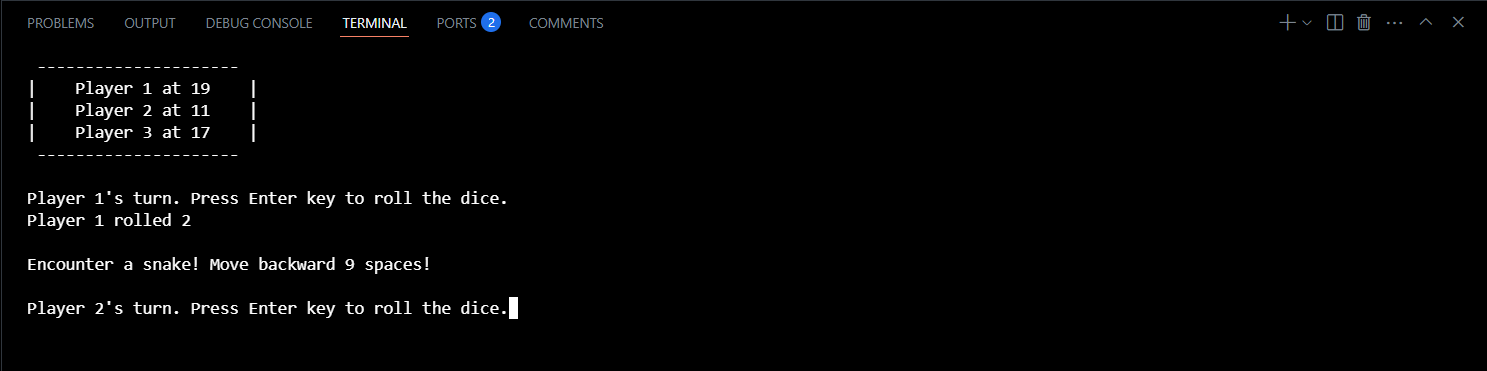 PROBLEMS OUTPUT DEBUG CONSOLE TERMINAL PORTS 2 COMMENTS
---------------------
| Player 1 at 19 |
| Player 2 at 11 |
| Player 3 at 17 |
---------------------
Player 1's turn. Press Enter key to roll the dice.
Player 1 rolled 2
Encounter a snake! Move backward 9 spaces!
Player 2's turn. Press Enter key to roll the dice.